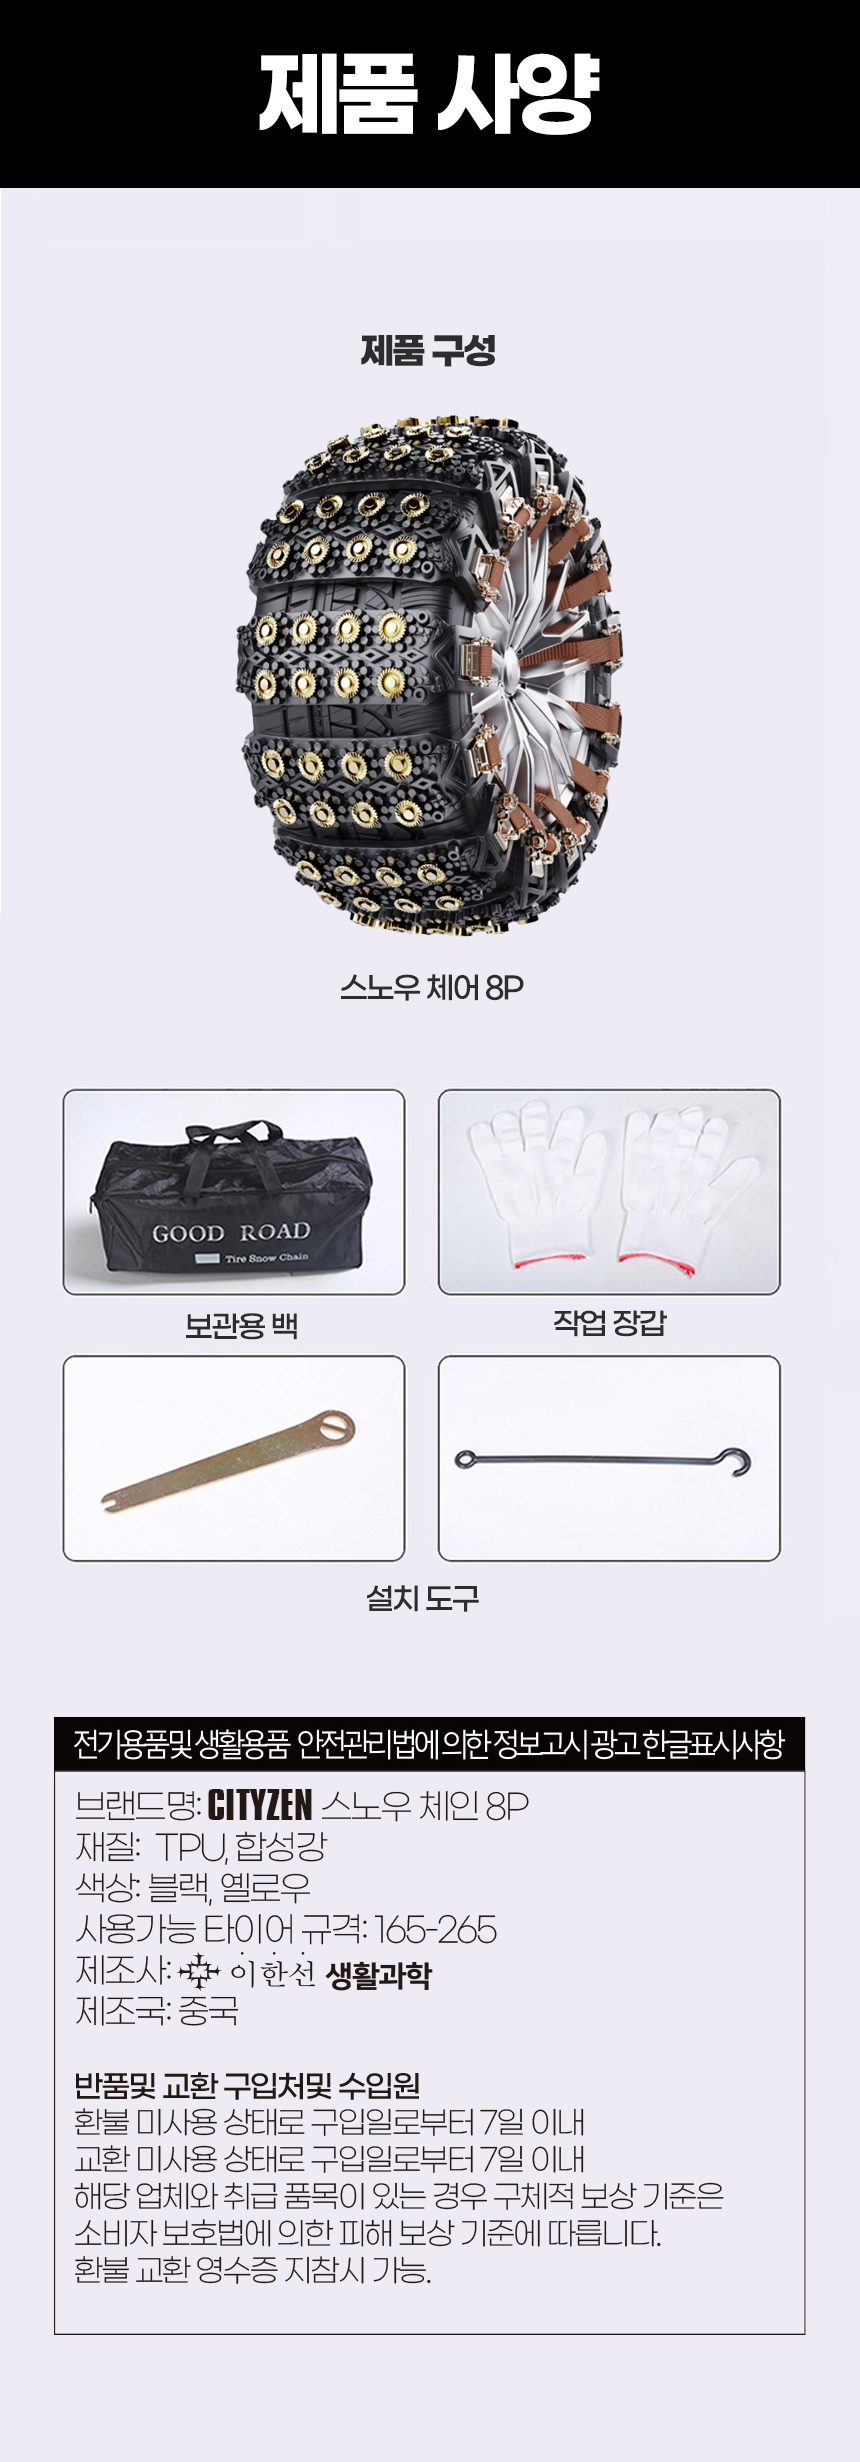 제품 사양
제품 구성
스노우 체어 8P
GOOD ROAD
Tire Snow Chain
보관용 백
작업 장갑
설치 도구
전기용품및 생활용품 안전관리법에 의한 정보고시 광고 한글표시사항
브랜드명: CITYZEN 스노우 체인 8P
재질: TPU, 합성강
색상: 블랙, 옐로우
사용가능 타이어 규격: 165-265
제조사: 이한선 생활과학
제조국: 중국
반품및 교환 구입처및 수입원
환불 미사용 상태로 구입일로부터 7일 이내
교환 미사용 상태로 구입일로부터 7일 이내
해당 업체와 취급 품목이 있는 경우 구체적 보상 기준은
소비자 보호법에 의한 피해 보상 기준에 따릅니다.
환불 교환 영수증 지참시 가능.